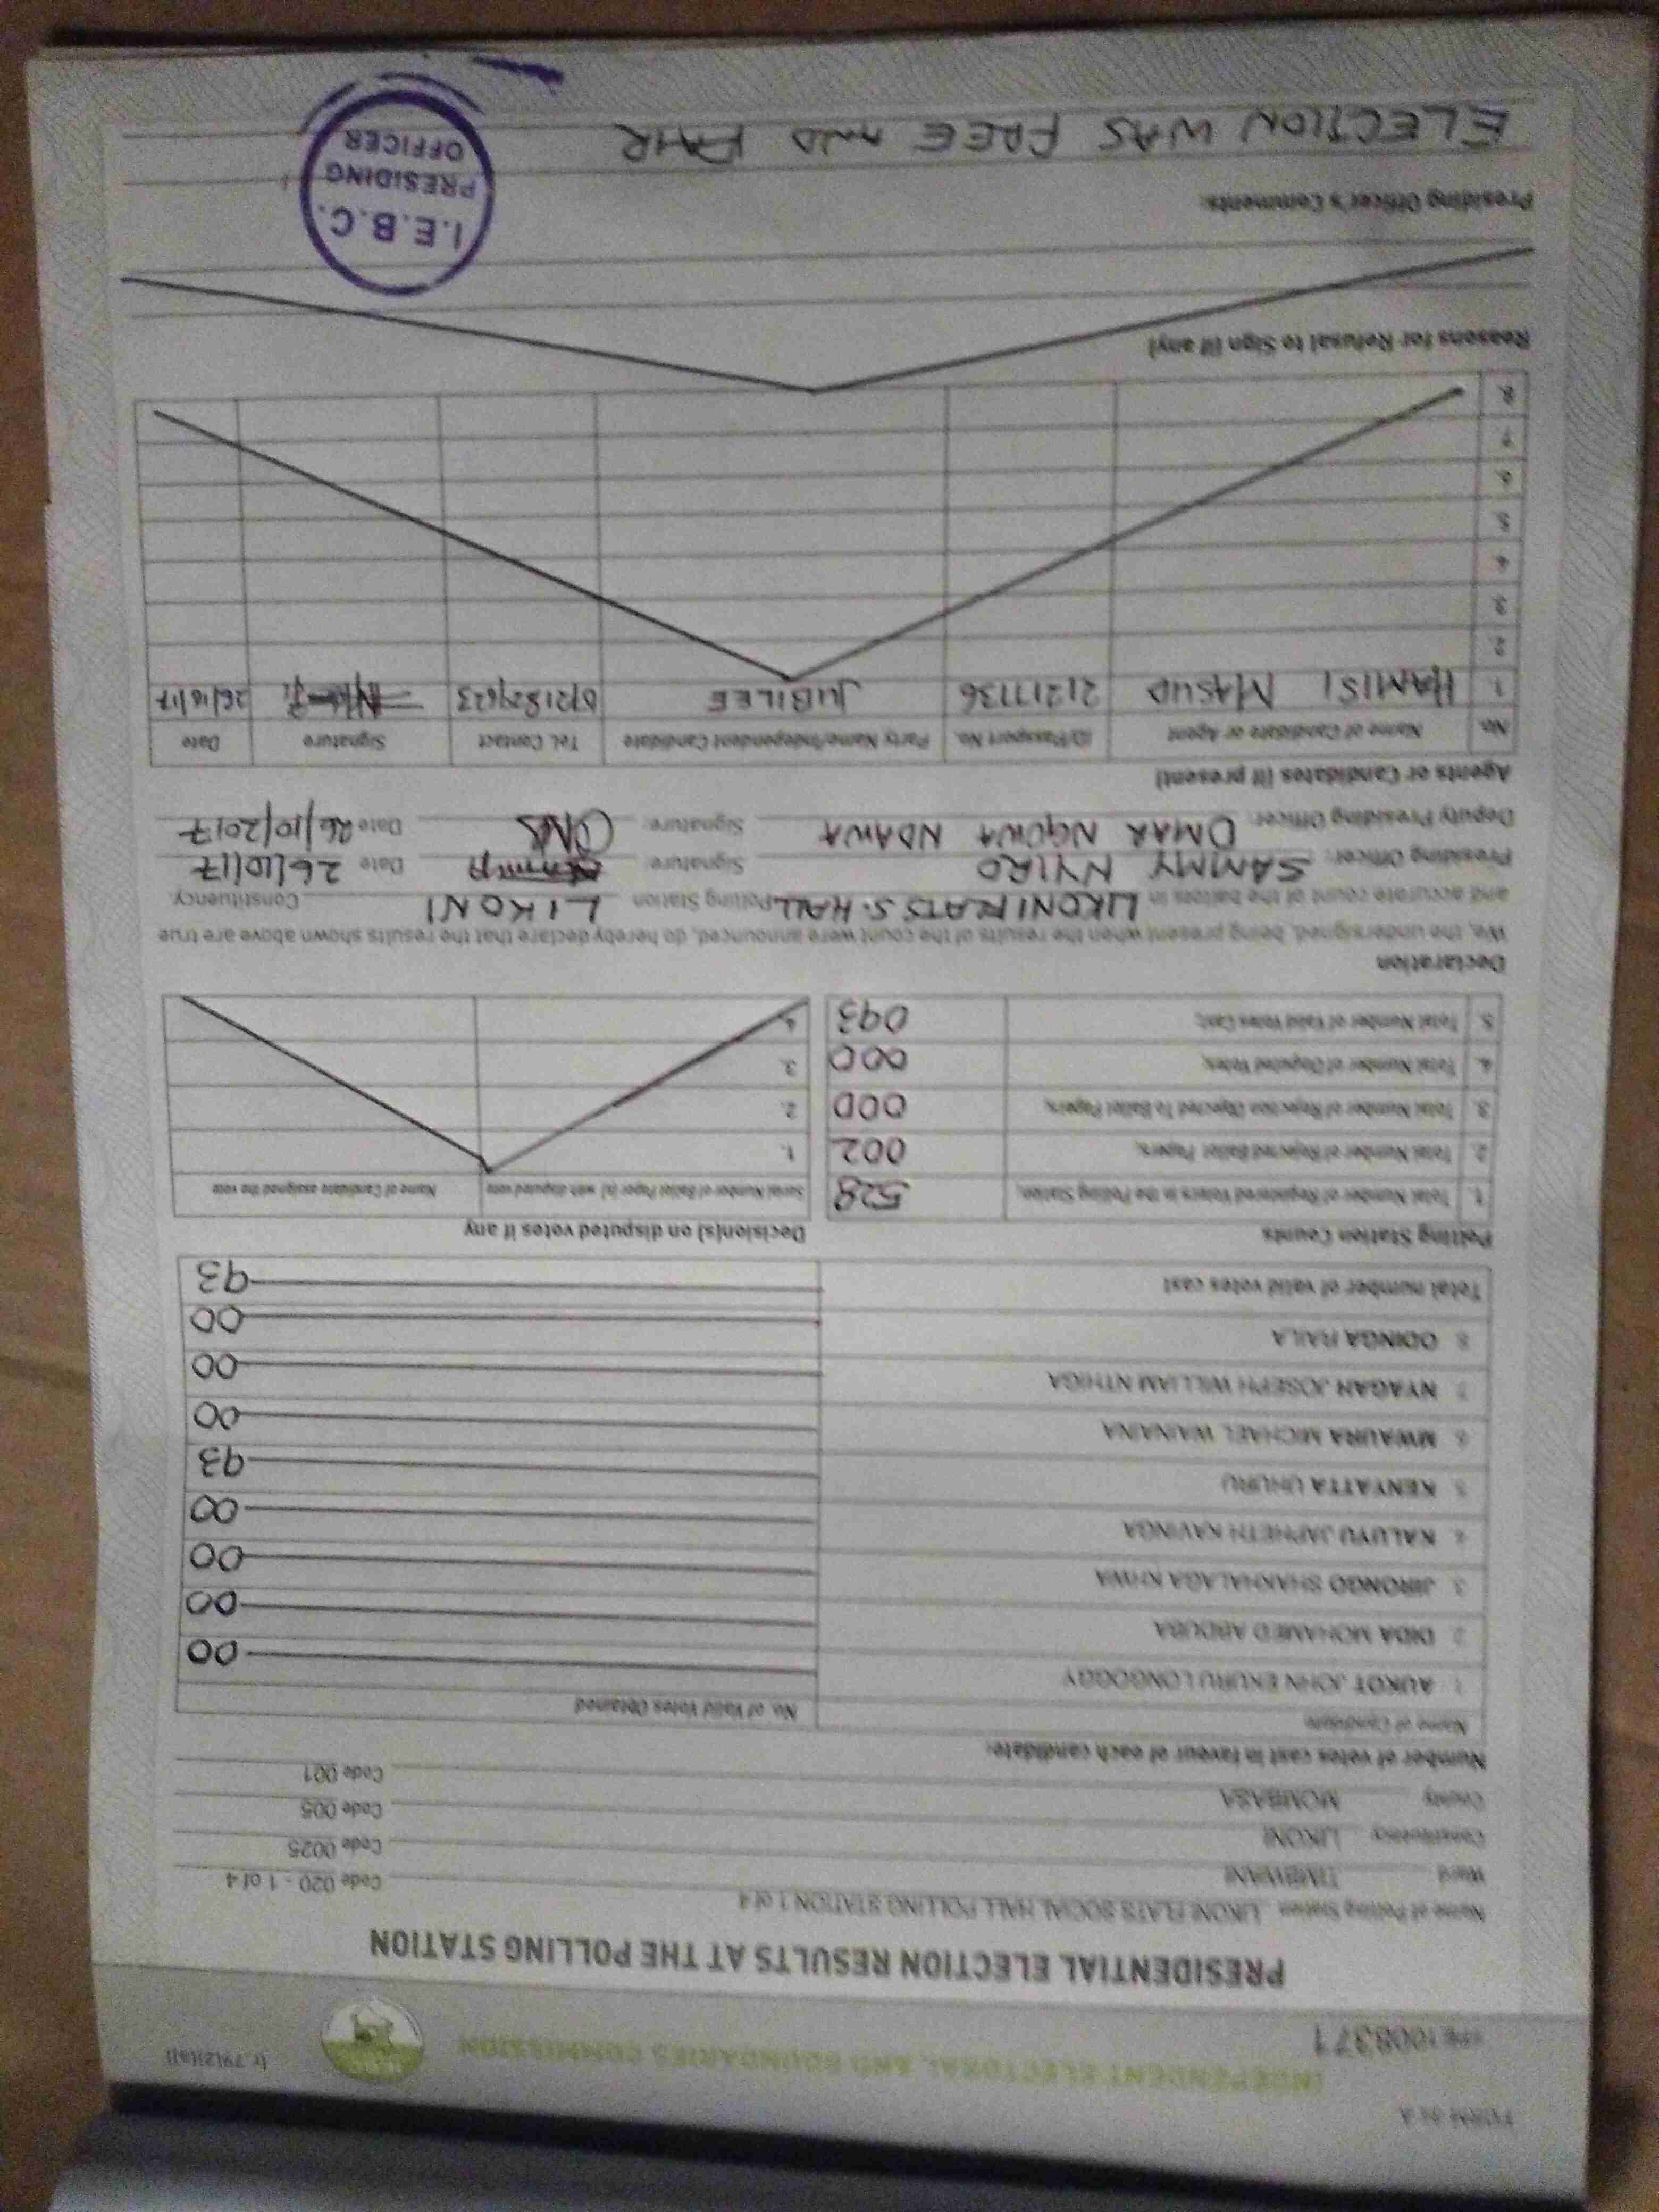 FORM 34 A
INDEPENDENT ELECTORAL AND BOUNDARIES COMMISSION
(r 79(2)(a))
1008371
PRESIDENTIAL ELECTION RESULTS AT THE POLLING STATION
Name of Polling Station LIKONI FLATS SOCIAL HALL POLLING STATION 1 of 4 Code 020 - 1 of 4
Ward TIMBWANI Code 0025
Constituency LIKONI Code 005
County MOMBASA Code 001
Number of votes cast in favour of each candidate:
Name of Candidate No. of Valid Votes Obtained
1 AUKOT JOHN EKURU LONGOGGY 00
2 DIDA MOHAMED ABDUBA 00
3 JIRONGO SHAKHALAGA KHWA 00
4 KALUYU JAPHETH KAVINGA 00
5 KENYATTA UHURU 93
6 MWAURA MICHAEL WAINAINA 00
7 NYAGAH JOSEPH WILLIAM NTHIGA 00
8 ODINGA RAILA 00
Total number of valid votes cast 93
Polling Station Counts Decision(s) on disputed votes if any
1. Total Number of Registered Voters in the Polling Station, 528 Serial Number of Ballot Paper (s) with disputed vote Name of Candidate assigned the vote
2. Total Number of Rejected Ballot Papers, 002 1.
3. Total Number of Rejection Objected To Ballot Papers, 000 2.
4. Total Number of Disputed Votes, 000 3.
5. Total Number of Valid Votes Cast, 093 4.
Declaration
We, the undersigned, being present when the results of the count were announced, do hereby declare that the results shown above are true
and accurate count of the ballots in LIKONI FLATS S. HALL Polling Station LIKONI Constituency
Presiding Officer: SAMMY NYIRO Signature: Date 26/10/17
Deputy Presiding Officer: OMAR NGUWA NDAWA Signature: Date 26/10/2017
Agents or Candidates (if present)
No. Name of Candidate or Agent ID/Passport No. Party Name/Independent Candidate Tel. Contact Signature Date
1 HAMISI MASUD 21217736 JUBILEE 26/10/17
2.
3
4
5.
6.
7
8.
Reasons for Refusal to Sign (if any)
Presiding Officer's Comments:
ELECTION WAS FREE AND FAIR
I.E.B.C.
PRESIDING
OFFICER